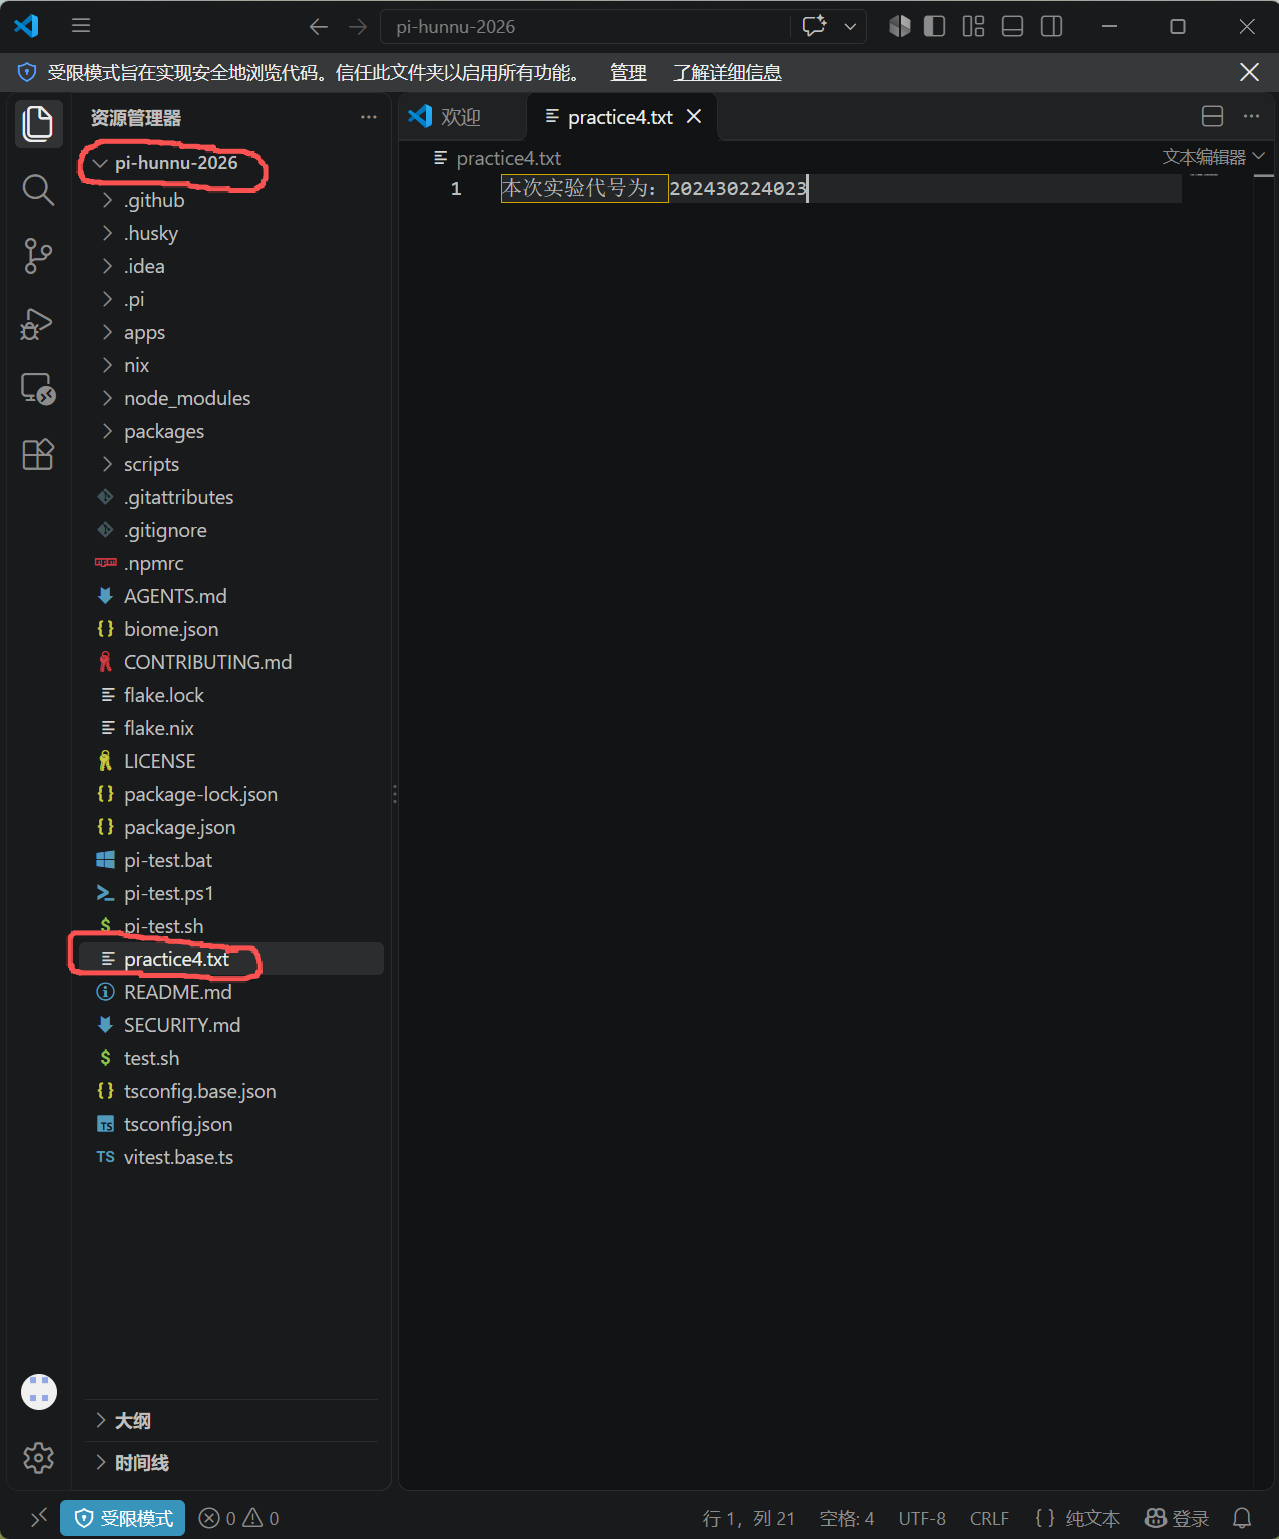 pi-hunnu-2026
受限模式旨在实现安全地浏览代码。信任此文件夹以启用所有功能。 管理 了解详细信息
资源管理器
pi-hunnu-2026
.github
.husky
.idea
.pi
apps
nix
node_modules
packages
scripts
.gitattributes
.gitignore
.npmrc
AGENTS.md
biome.json
CONTRIBUTING.md
flake.lock
flake.nix
LICENSE
package-lock.json
package.json
pi-test.bat
pi-test.ps1
pi-test.sh
practice4.txt
README.md
SECURITY.md
test.sh
tsconfig.base.json
tsconfig.json
vitest.base.ts
大纲
时间线
欢迎 practice4.txt
practice4.txt 文本编辑器
1 本次实验代号为：202430224023
受限模式 0 0 行 1，列 21 空格: 4 UTF-8 CRLF {} 纯文本 登录